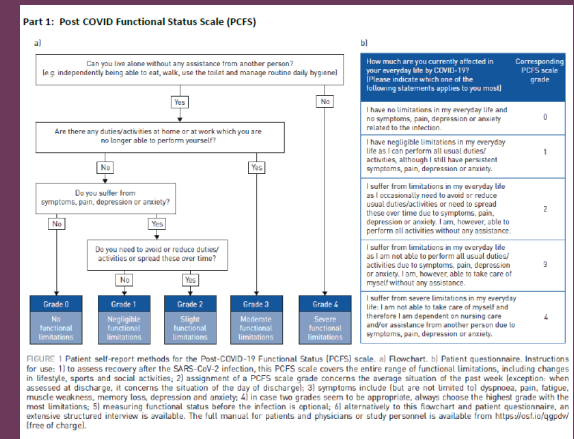 Part 1: Post COVID Functional Status Scale (PCFS)
a)
Can you live alone without any assistance from another person?
(e.g. independently being able to eat, walk, use the toilet and manage routine daily hygiene)
Yes
No
Are there any duties/activities at home or at work which you are
no longer able to perform yourself?
No
Yes
Do you suffer from
symptoms, pain, depression or anxiety?
No
Yes
Do you need to avoid or reduce duties/
activities or spread these over time?
No
Yes
Grade 0
Grade 1
Grade 2
Grade 3
Grade 4
No
functional
limitations
Negligible
functional
limitations
Slight
functional
limitations
Moderate
functional
limitations
Severe
functional
limitations
b)
How much are you currently affected in
your everyday life by COVID-19?
(Please indicate which one of the
following statements applies to you most)
Corresponding
PCFS scale
grade
I have no limitations in my everyday life and
no symptoms, pain, depression or anxiety
related to the infection.
0
I have negligible limitations in my everyday
life as I can perform all usual duties/
activities, although I still have persistent
symptoms, pain, depression or anxiety.
1
I suffer from limitations in my everyday life
as I occasionally need to avoid or reduce
usual duties/activities or need to spread
these over time due to symptoms, pain,
depression or anxiety. I am, however, able to
perform all activities without any assistance.
2
I suffer from limitations in my everyday life
as I am not able to perform all usual duties/
activities due to symptoms, pain, depression
or anxiety. I am, however, able to take care of
myself without any assistance.
3
I suffer from severe limitations in my everyday
life: I am not able to take care of myself and
therefore I am dependent on nursing care
and/or assistance from another person due to
symptoms, pain, depression or anxiety.
4
FIGURE 1 Patient self-report methods for the Post-COVID-19 Functional Status (PCFS) scale. a) Flowchart. b) Patient questionnaire. Instructions
for use: 1) to assess recovery after the SARS-CoV-2 infection, this PCFS scale covers the entire range of functional limitations, including changes
in lifestyle, sports and social activities; 2) assignment of a PCFS scale grade concerns the average situation of the past week (exception: when
assessed at discharge, it concerns the situation of the day of discharge); 3) symptoms include (but are not limited to) dyspnoea, pain, fatigue,
muscle weakness, memory loss, depression and anxiety; 4) in case two grades seem to be appropriate, always choose the highest grade with the
most limitations; 5) measuring functional status before the infection is optional; 6) alternatively to this flowchart and patient questionnaire, an
extensive structured interview is available. The full manual for patients and physicians or study personnel is available from https://osf.io/qgpdv/
(free of charge).